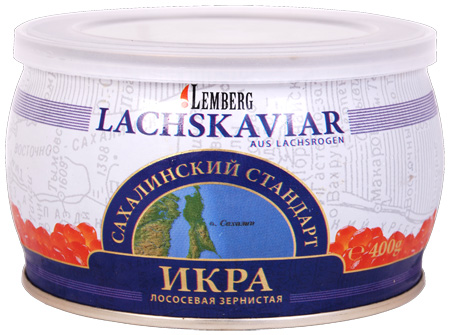 LEMBERG
LACHSKAVIAR
AUS LACHSROGEN
САХАЛИНСКИЙ СТАНДАРТ
о. Сахалин
ИКРА
ЛОСОСЕВАЯ ЗЕРНИСТАЯ
℮ 400g